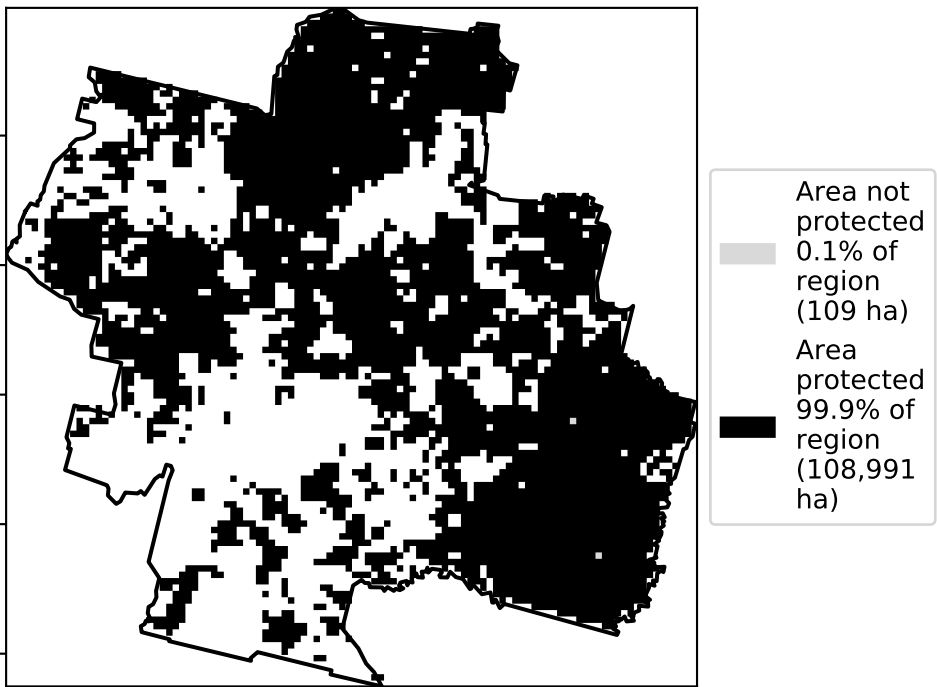 Area not
protected
0.1% of
region
(109 ha)
Area
protected
99.9% of
region
(108,991
ha)